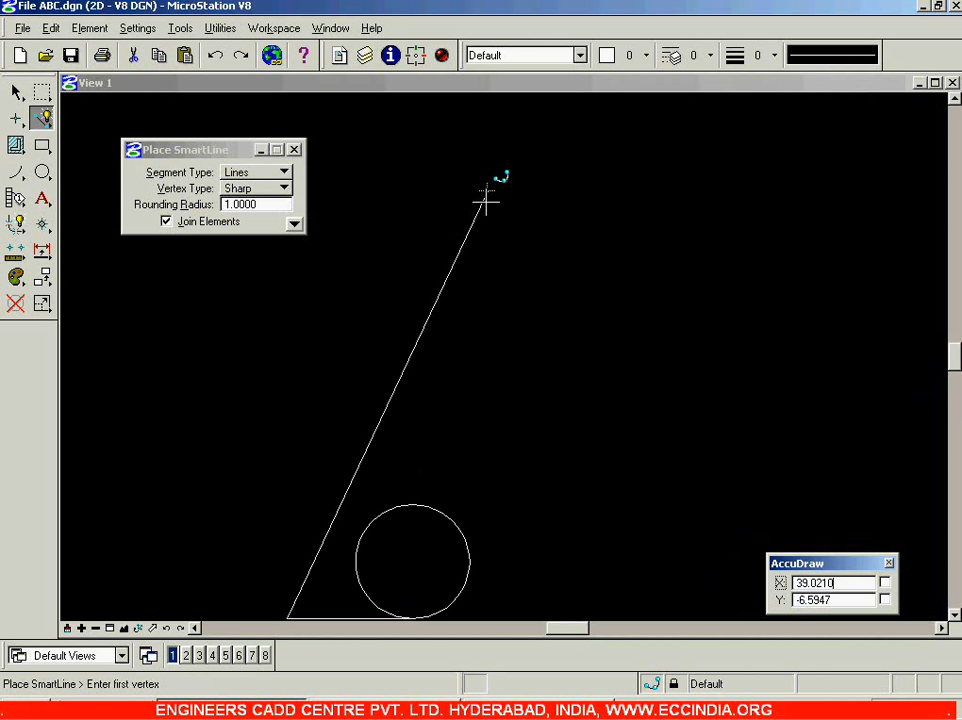 File ABC.dgn (2D - V8 DGN) - MicroStation V8
File Edit Element Settings Tools Utilities Workspace Window Help
Default 0 0 0
View 1
Place SmartLine
Segment Type: Lines
Vertex Type: Sharp
Rounding Radius: 1.0000
Join Elements
AccuDraw
X: 39.0210
Y: -6.5947
Default Views 1 2 3 4 5 6 7 8
Place SmartLine > Enter first vertex Default
ENGINEERS CADD CENTRE PVT. LTD. HYDERABAD, INDIA, WWW.ECCINDIA.ORG